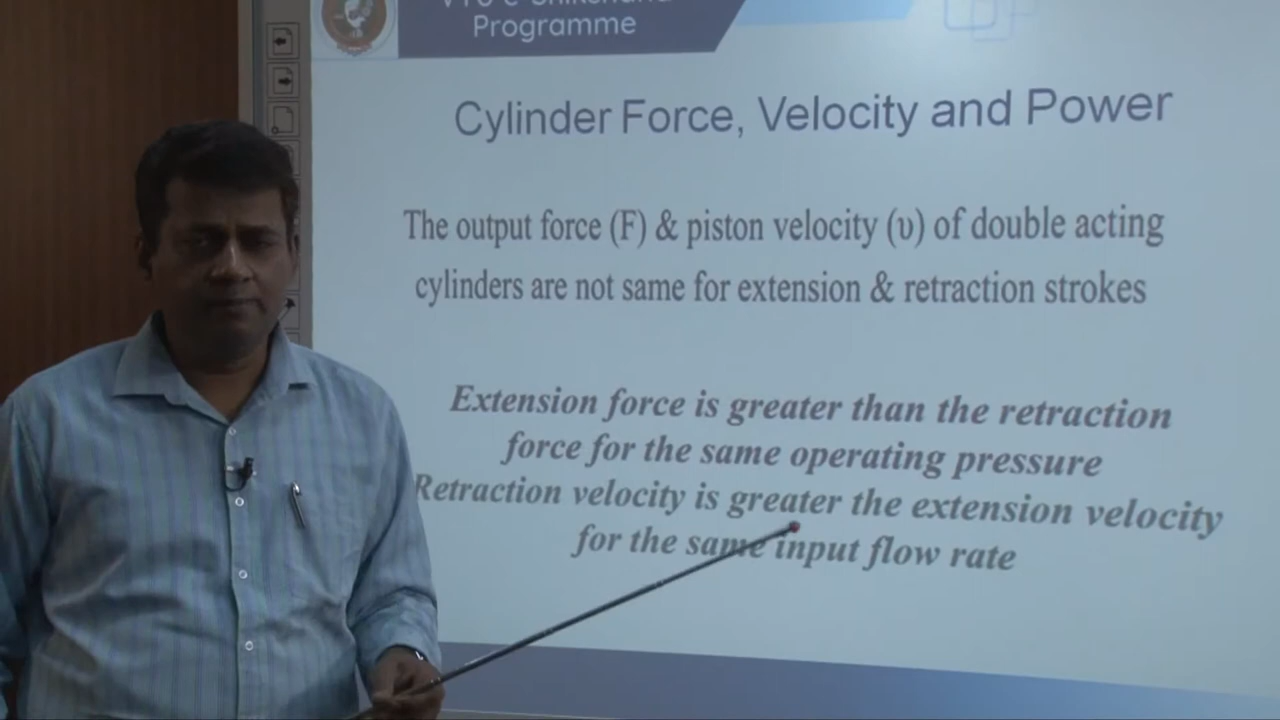 Programme
Cylinder Force, Velocity and Power
The output force (F) & piston velocity (υ) of double acting
cylinders are not same for extension & retraction strokes
Extension force is greater than the retraction
force for the same operating pressure
Retraction velocity is greater the extension velocity
for the same input flow rate